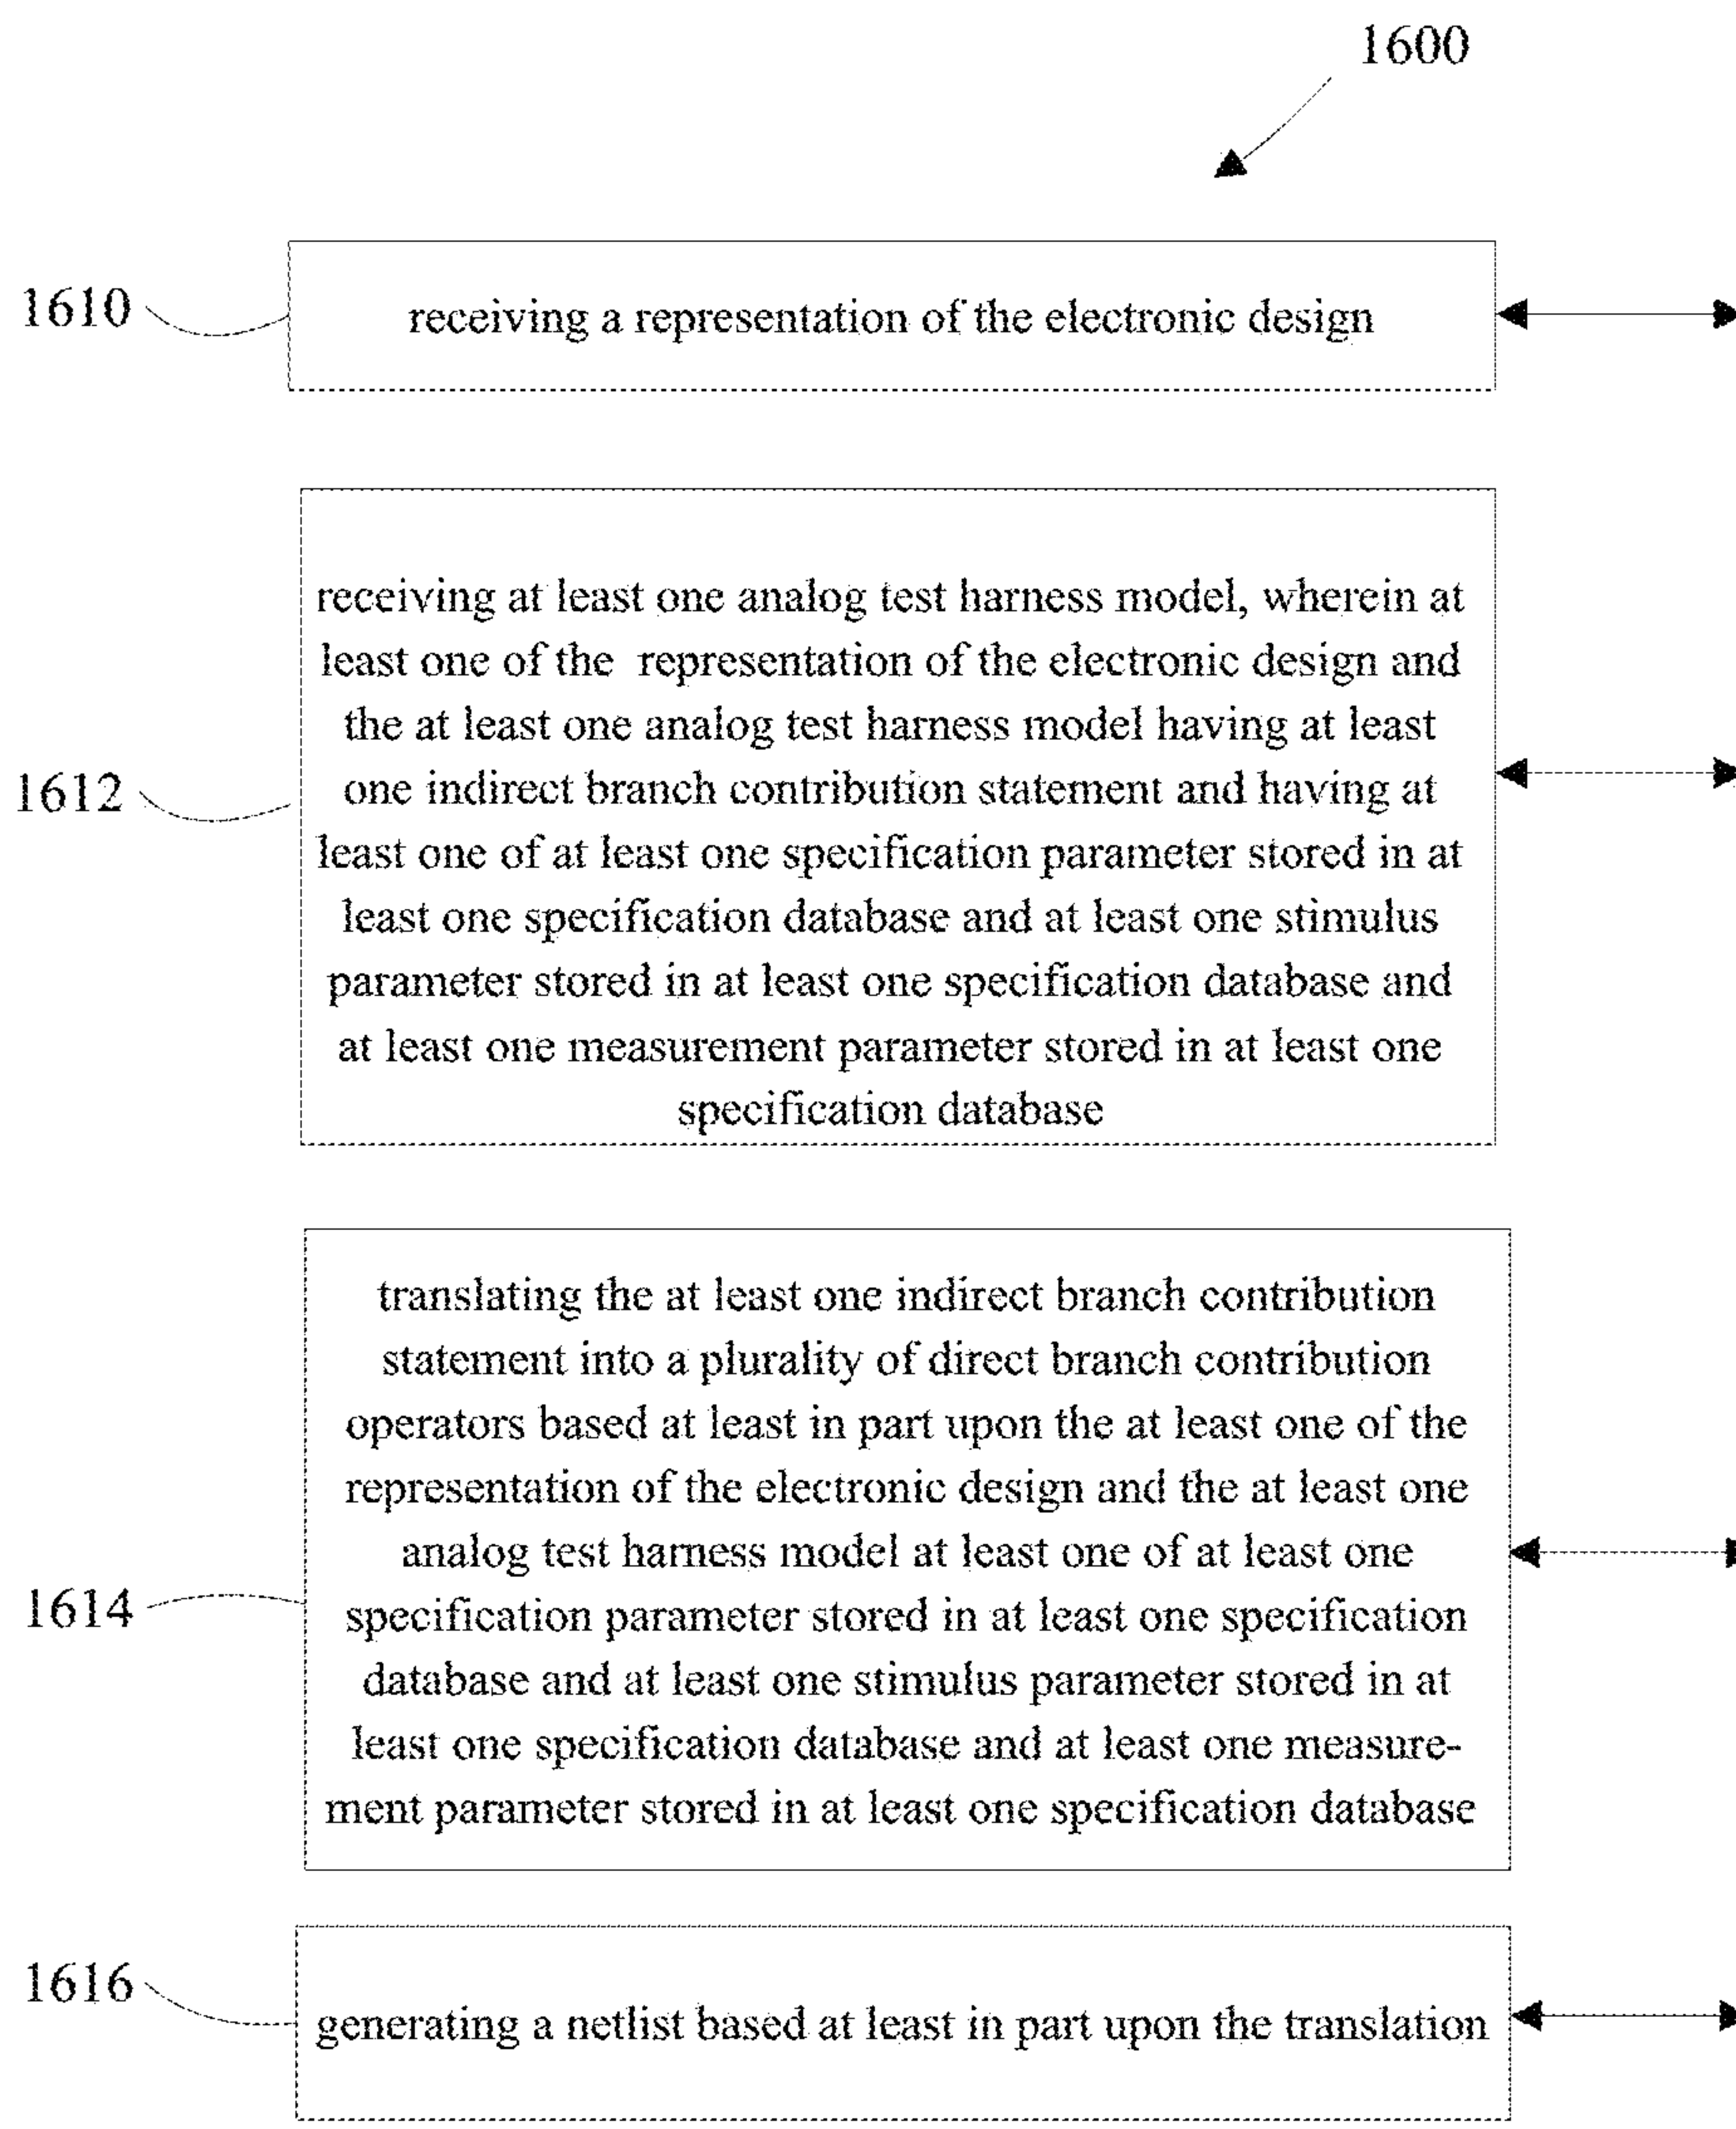 1600
1610
receiving a representation of the electronic design
receiving at least one analog test harness model, wherein at
least one of the representation of the electronic design and
the at least one analog test harness model having at least
1612
one indirect branch contribution statement and having at
least one of at least one specification parameter stored in at
least one specification database and at least one stimulus
parameter stored in at least one specification database and
at least one measurement parameter stored in at least one
specification database
translating the at least one indirect branch contribution
statement into a plurality of direct branch contribution
operators based at least in part upon the at least one of the
representation of the electronic design and the at least one
analog test harness model at least one of at least one
1614
specification parameter stored in at least one specification
database and at least one stimulus parameter stored in at
least one specification database and at least one measure-
ment parameter stored in at least one specification database
1616
generating a netlist based at least in part upon the translation